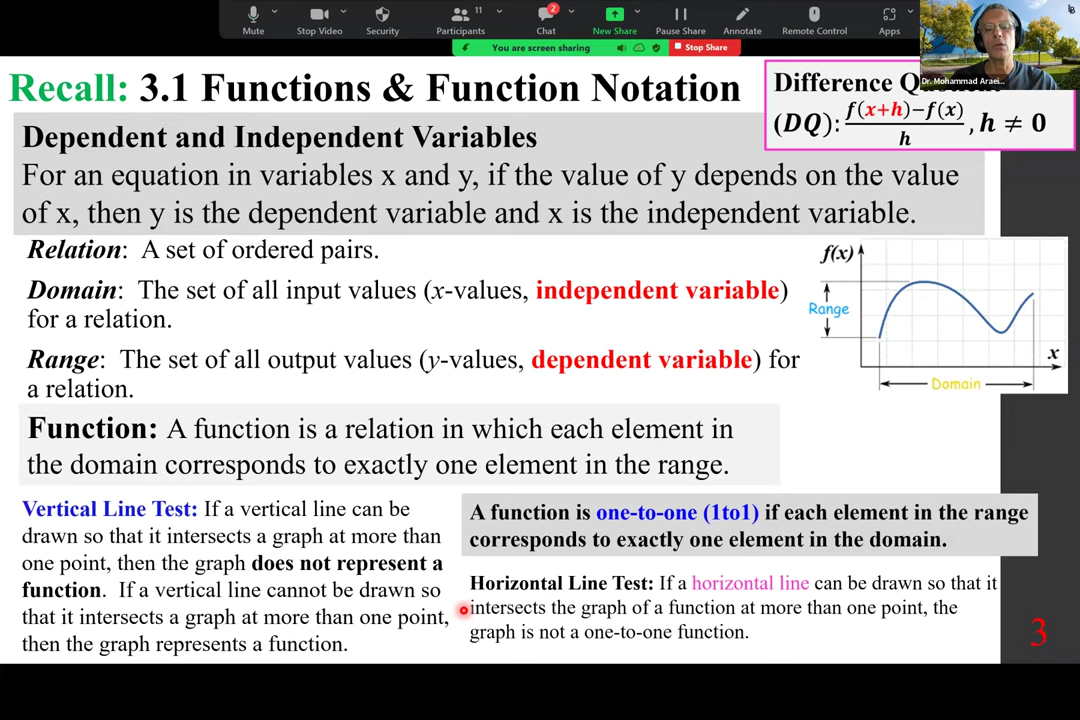 11
2
Mute
Stop Video
Security
Participants
Chat
New Share
Pause Share
Annotate
Remote Control
Apps
You are screen sharing
Stop Share
Dr. Mohammad Araei...
Recall: 3.1 Functions & Function Notation
Difference Q
(DQ): f(x+h)−f(x)/h , h ≠ 0
Dependent and Independent Variables
For an equation in variables x and y, if the value of y depends on the value
of x, then y is the dependent variable and x is the independent variable.
Relation: A set of ordered pairs.
Domain: The set of all input values (x-values, independent variable)
for a relation.
Range: The set of all output values (y-values, dependent variable) for
a relation.
f(x)
Range
x
Domain
Function: A function is a relation in which each element in
the domain corresponds to exactly one element in the range.
Vertical Line Test: If a vertical line can be
drawn so that it intersects a graph at more than
one point, then the graph does not represent a
function. If a vertical line cannot be drawn so
that it intersects a graph at more than one point,
then the graph represents a function.
A function is one-to-one (1to1) if each element in the range
corresponds to exactly one element in the domain.
Horizontal Line Test: If a horizontal line can be drawn so that it
intersects the graph of a function at more than one point, the
graph is not a one-to-one function.
3